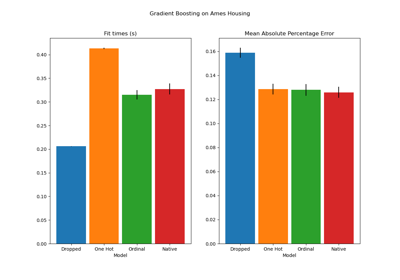 Gradient Boosting on Ames Housing
Fit times (s)
0.40
0.35
0.30
0.25
0.20
0.15
0.10
0.05
0.00
Dropped One Hot Ordinal Native
Model
Mean Absolute Percentage Error
0.16
0.14
0.12
0.10
0.08
0.06
0.04
0.02
0.00
Dropped One Hot Ordinal Native
Model